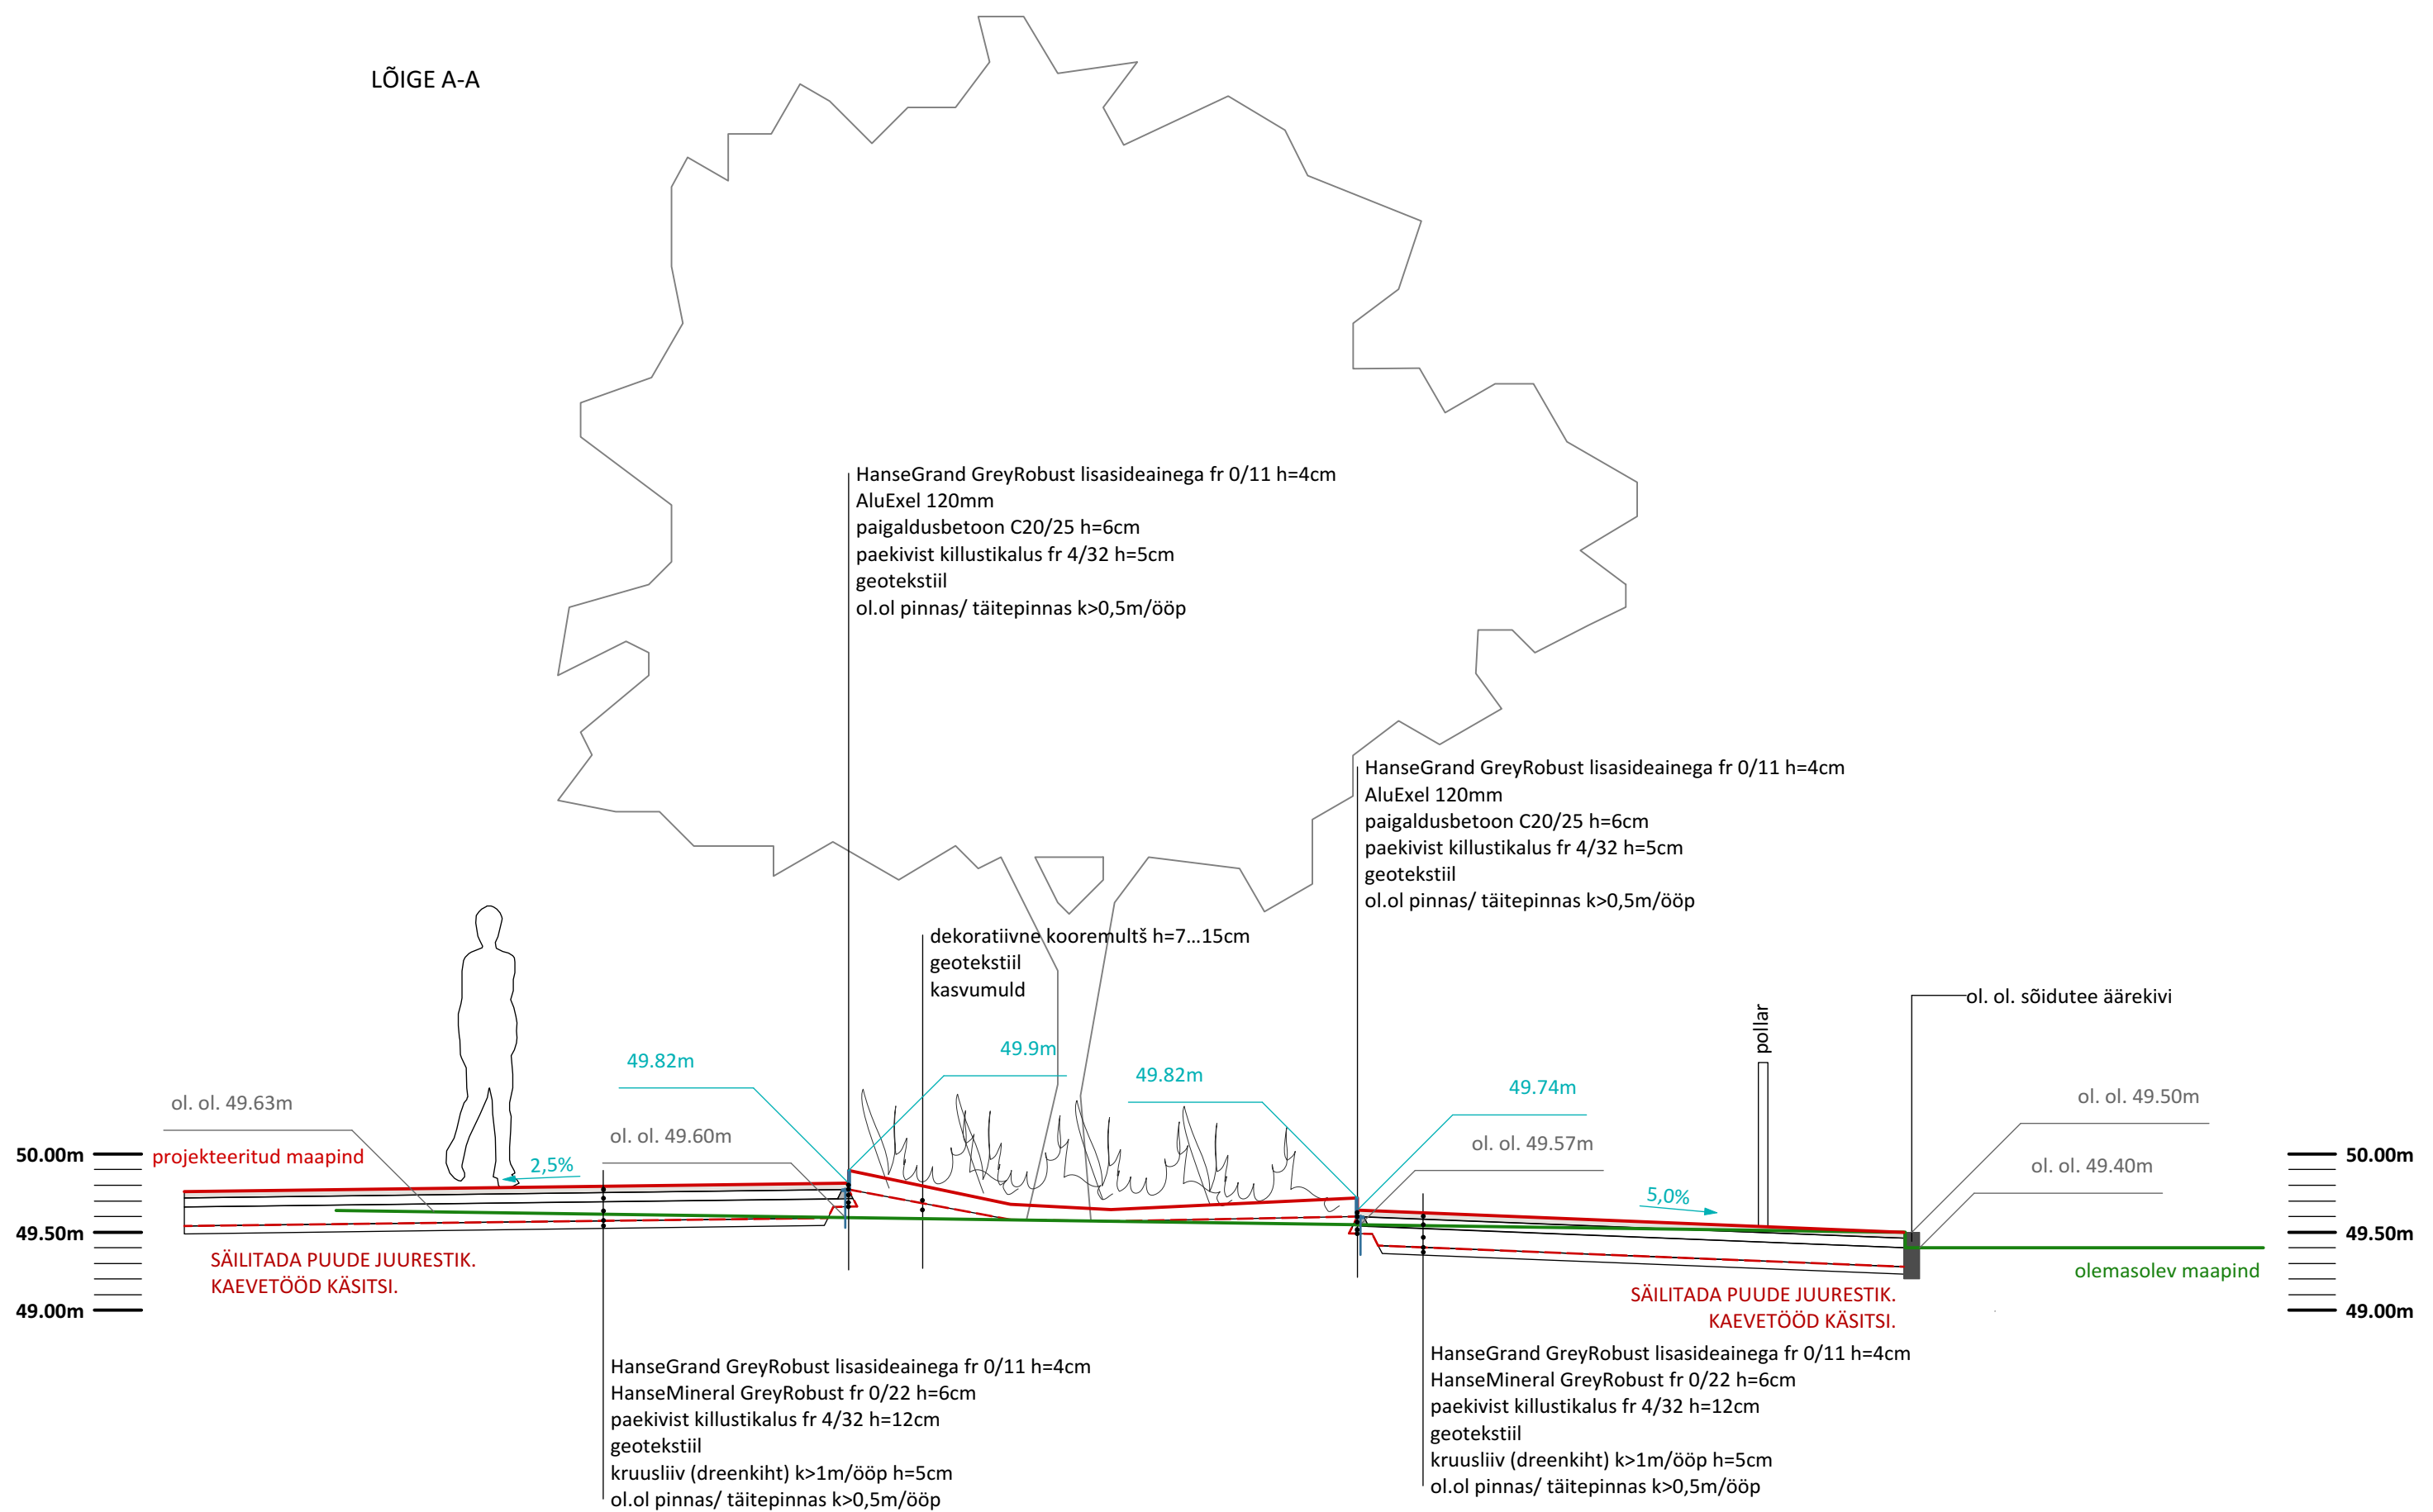 LÕIGE A-A
HanseGrand GreyRobust lisasideainega fr 0/11 h=4cm
AluExel 120mm
paigaldusbetoon C20/25 h=6cm
paekivist killustikalus fr 4/32 h=5cm
geotekstiil
ol.ol pinnas/ täitepinnas k>0,5m/ööp
HanseGrand GreyRobust lisasideainega fr 0/11 h=4cm
AluExel 120mm
paigaldusbetoon C20/25 h=6cm
paekivist killustikalus fr 4/32 h=5cm
geotekstiil
ol.ol pinnas/ täitepinnas k>0,5m/ööp
dekoratiivne kooremultš h=7...15cm
geotekstiil
kasvumuld
ol. ol. sõidutee äärekivi
pollar
49.82m
49.9m
49.82m
49.74m
ol. ol. 49.63m
ol. ol. 49.60m
ol. ol. 49.57m
ol. ol. 49.50m
ol. ol. 49.40m
50.00m
projekteeritud maapind
2,5%
5,0%
50.00m
49.50m
49.50m
SÄILITADA PUUDE JUURESTIK.
KAEVETÖÖD KÄSITSI.
olemasolev maapind
49.00m
49.00m
SÄILITADA PUUDE JUURESTIK.
KAEVETÖÖD KÄSITSI.
HanseGrand GreyRobust lisasideainega fr 0/11 h=4cm
HanseMineral GreyRobust fr 0/22 h=6cm
paekivist killustikalus fr 4/32 h=12cm
geotekstiil
kruusliiv (dreenkiht) k>1m/ööp h=5cm
ol.ol pinnas/ täitepinnas k>0,5m/ööp
HanseGrand GreyRobust lisasideainega fr 0/11 h=4cm
HanseMineral GreyRobust fr 0/22 h=6cm
paekivist killustikalus fr 4/32 h=12cm
geotekstiil
kruusliiv (dreenkiht) k>1m/ööp h=5cm
ol.ol pinnas/ täitepinnas k>0,5m/ööp